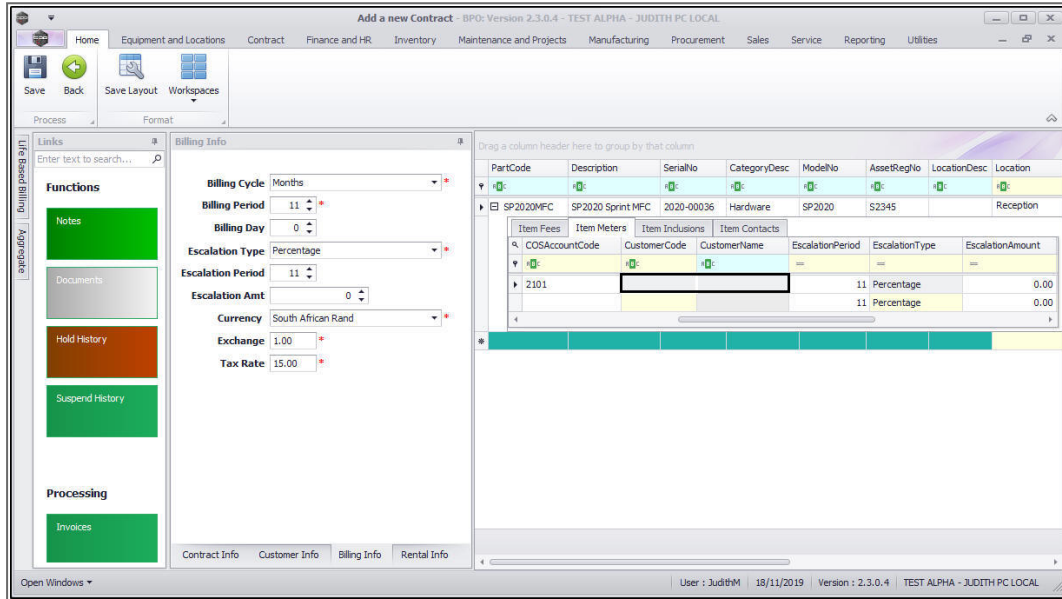 Add a new Contract - BPO: Version 2.3.0.4 - TEST ALPHA - JUDITH PC LOCAL
Home Equipment and Locations Contract Finance and HR Inventory Maintenance and Projects Manufacturing Procurement Sales Service Reporting Utilities
Save Back Save Layout Workspaces
Process Format
Life Based Billing
Aggregate
Links
Enter text to search...
Functions
Notes
Documents
Hold History
Suspend History
Processing
Invoices
Billing Info
Billing Cycle Months *
Billing Period 11 *
Billing Day 0
Escalation Type Percentage *
Escalation Period 11
Escalation Amt 0
Currency South African Rand *
Exchange 1.00 *
Tax Rate 15.00 *
Contract Info Customer Info Billing Info Rental Info
Drag a column header here to group by that column
PartCode Description SerialNo CategoryDesc ModelNo AssetRegNo LocationDesc Location
SP2020MFC SP2020 Sprint MFC 2020-00036 Hardware SP2020 S2345 Reception
Item Fees Item Meters Item Inclusions Item Contacts
COSAccountCode CustomerCode CustomerName EscalationPeriod EscalationType EscalationAmount
= = =
2101 11 Percentage 0.00
11 Percentage 0.00
Open Windows User : JudithM 18/11/2019 Version : 2.3.0.4 TEST ALPHA - JUDITH PC LOCAL